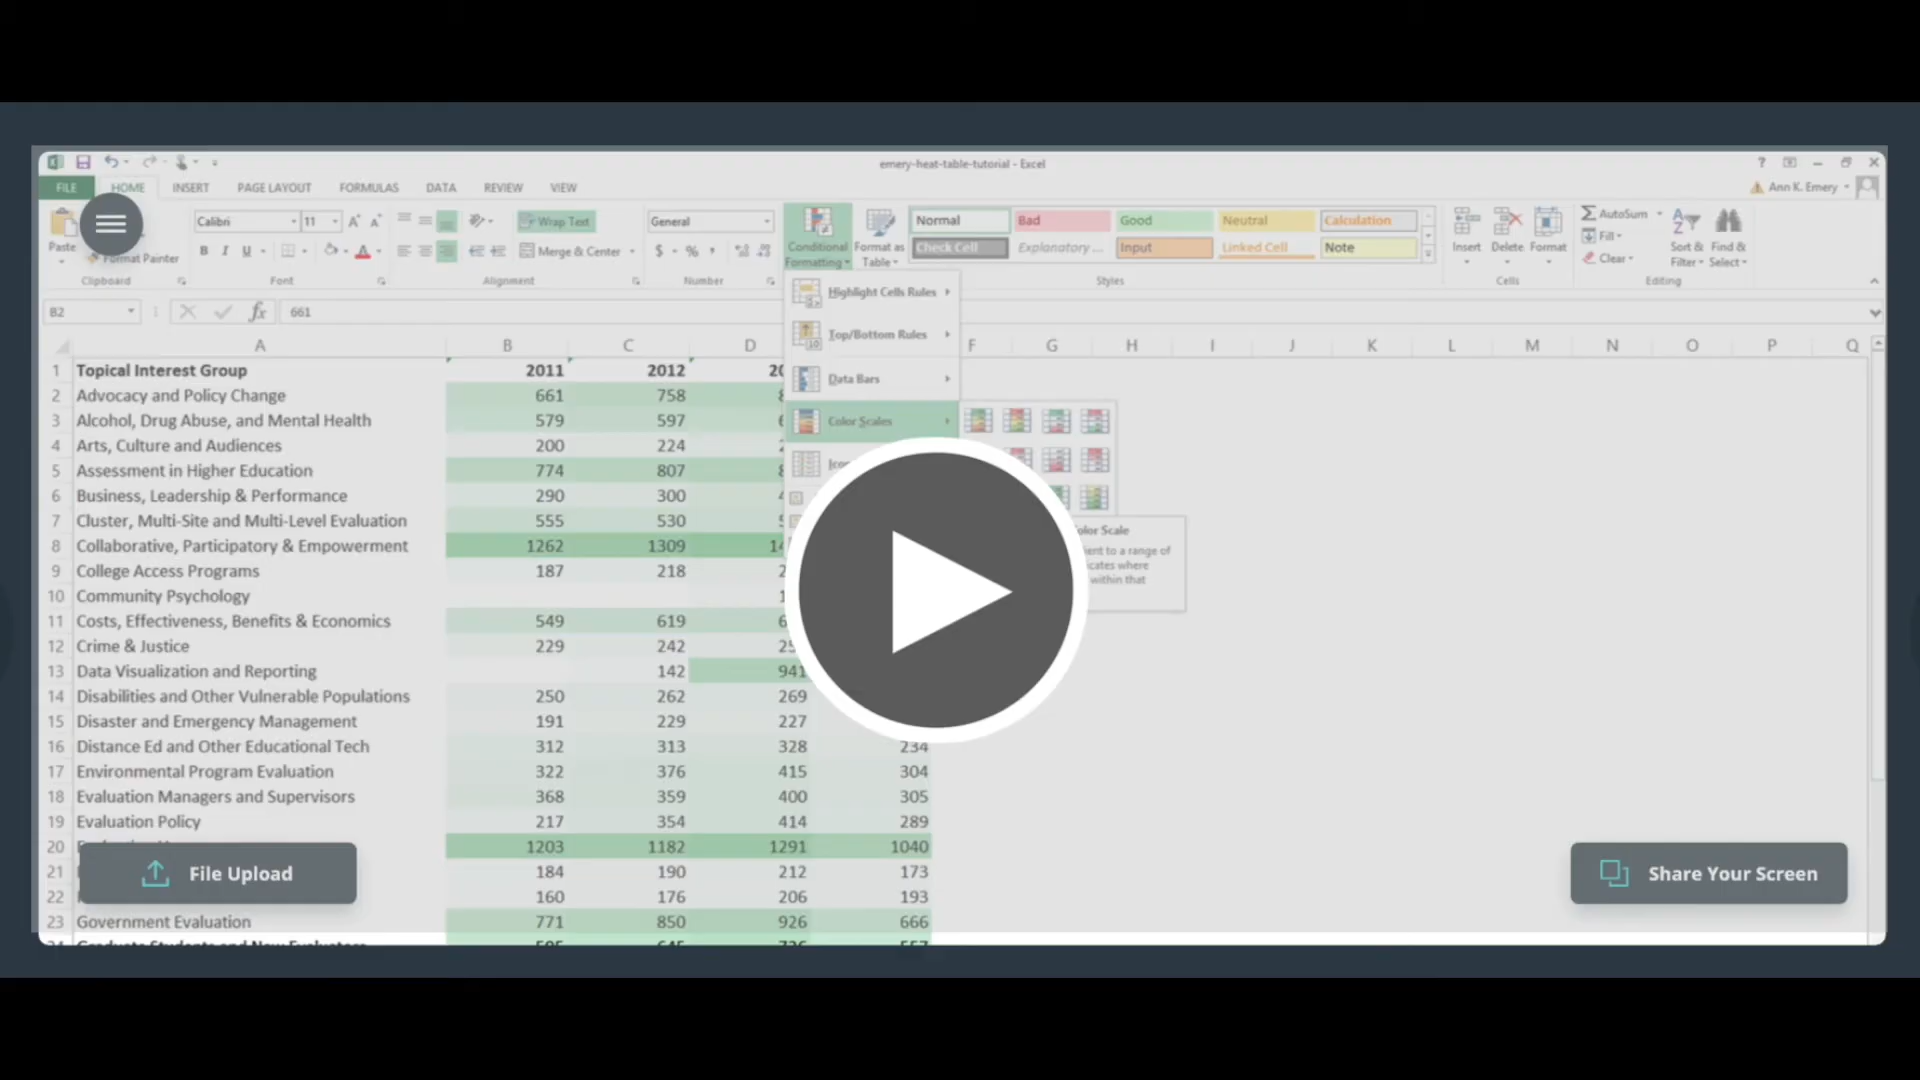 emery-heat-table-tutorial - Excel
FILE HOME INSERT PAGE LAYOUT FORMULAS DATA REVIEW VIEW
Ann K. Emery
Paste
Format Painter
Clipboard
Calibri 11
B I U
Font
Wrap Text
Merge & Center
Alignment
General
$ % ,
Number
Conditional Formatting
Format as Table
Normal Bad Good Neutral Calculation
Check Cell Explanatory ... Input Linked Cell Note
Styles
Insert Delete Format
Cells
AutoSum
Fill
Clear
Sort & Filter
Find & Select
Editing
B2 fx 661
Highlight Cells Rules
Top/Bottom Rules
Data Bars
Color Scales
Color Scale
to a range of
where
within that
A B C D F G H I J K L M N O P Q
1 Topical Interest Group 2011 2012
2 Advocacy and Policy Change 661 758
3 Alcohol, Drug Abuse, and Mental Health 579 597
4 Arts, Culture and Audiences 200 224
5 Assessment in Higher Education 774 807
6 Business, Leadership & Performance 290 300
7 Cluster, Multi-Site and Multi-Level Evaluation 555 530
8 Collaborative, Participatory & Empowerment 1262 1309
9 College Access Programs 187 218
10 Community Psychology
11 Costs, Effectiveness, Benefits & Economics 549 619
12 Crime & Justice 229 242
13 Data Visualization and Reporting 142 941
14 Disabilities and Other Vulnerable Populations 250 262 269
15 Disaster and Emergency Management 191 229 227
16 Distance Ed and Other Educational Tech 312 313 328 234
17 Environmental Program Evaluation 322 376 415 304
18 Evaluation Managers and Supervisors 368 359 400 305
19 Evaluation Policy 217 354 414 289
20 1203 1182 1291 1040
21 184 190 212 173
22 160 176 206 193
23 Government Evaluation 771 850 926 666
File Upload
Share Your Screen